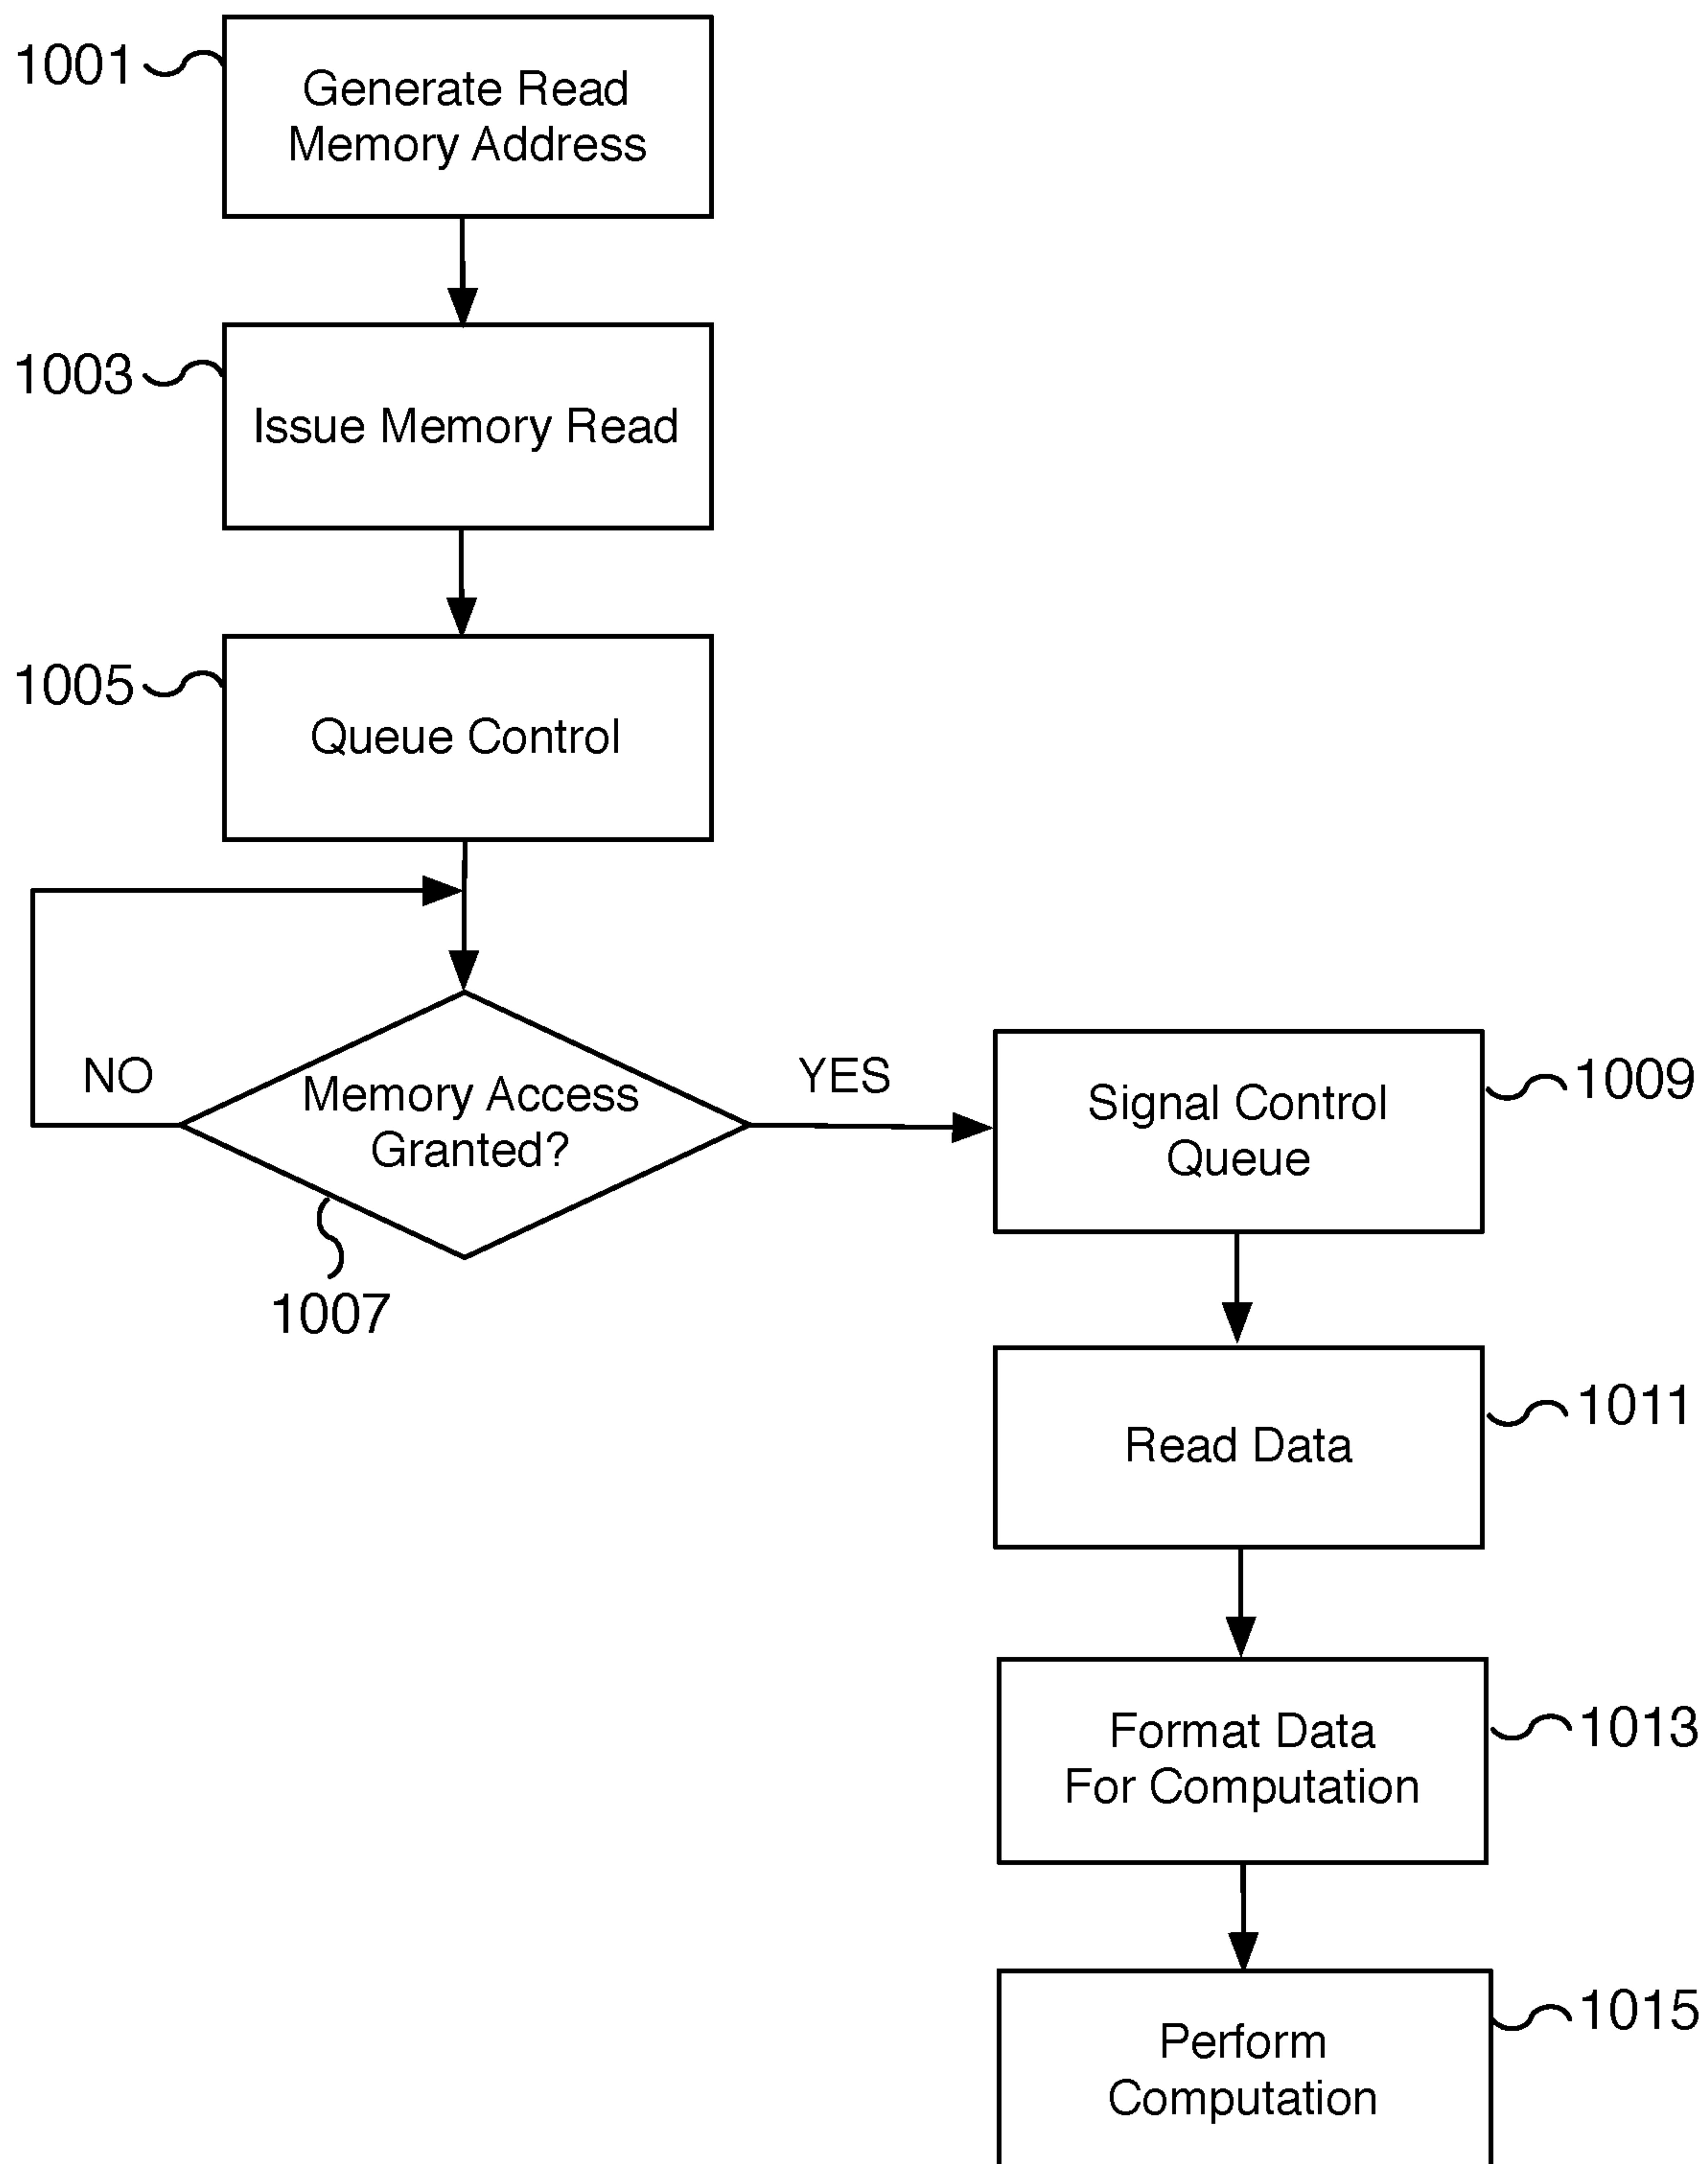 1001
Generate Read
Memory Address
1003
Issue Memory Read
1005
Queue Control
NO
Memory Access
Granted?
YES
1007
Signal Control
Queue
1009
Read Data
1011
Format Data
For Computation
1013
Perform
Computation
1015